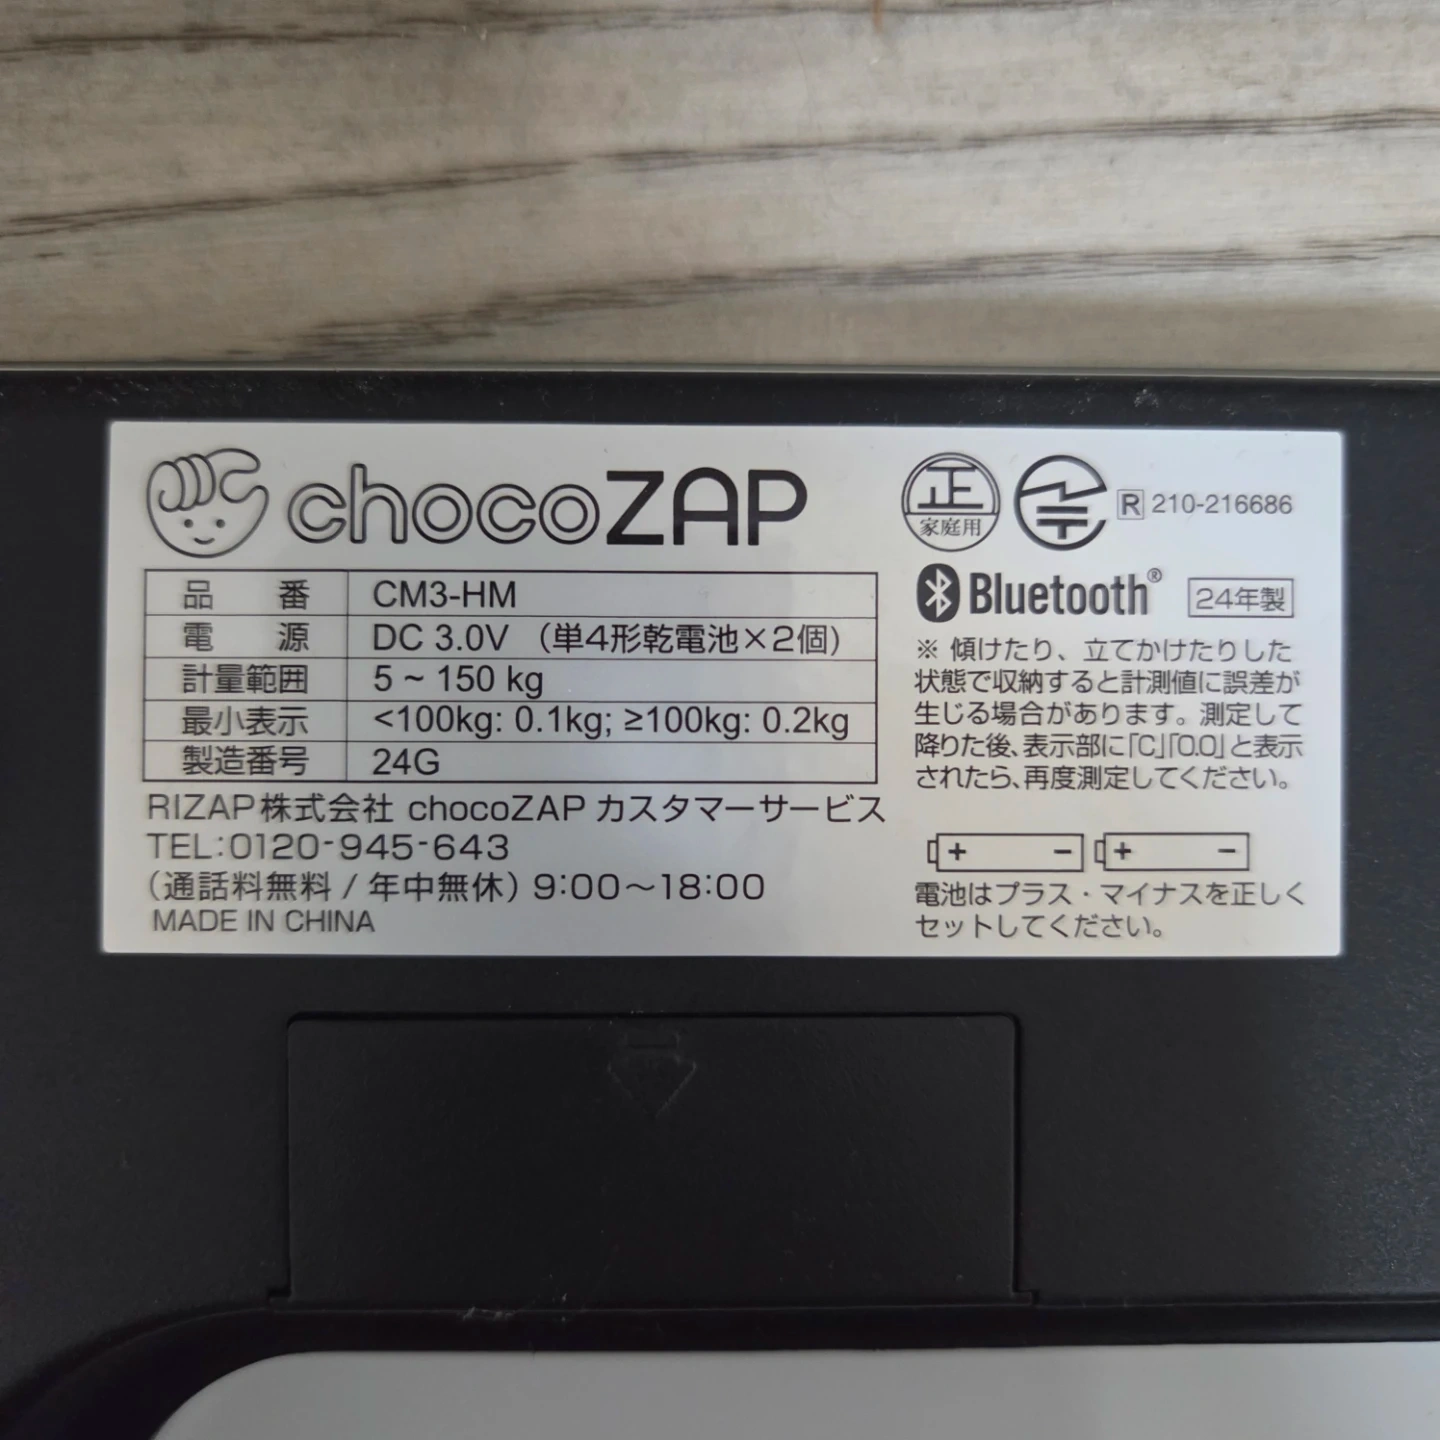 chocoZAP
品番 CM3-HM
電源 DC 3.0V （単4形乾電池×2個）
計量範囲 5 ~ 150 kg
最小表示 <100kg: 0.1kg; ≥100kg: 0.2kg
製造番号 24G
RIZAP株式会社 chocoZAP カスタマーサービス
TEL:0120-945-643
（通話料無料 / 年中無休）9:00〜18:00
MADE IN CHINA
正
家庭用
R 210-216686
Bluetooth® 24年製
※ 傾けたり、立てかけたりした
状態で収納すると計測値に誤差が
生じる場合があります。測定して
降りた後、表示部に「C」「0.0」と表示
されたら、再度測定してください。
+ − + −
電池はプラス・マイナスを正しく
セットしてください。